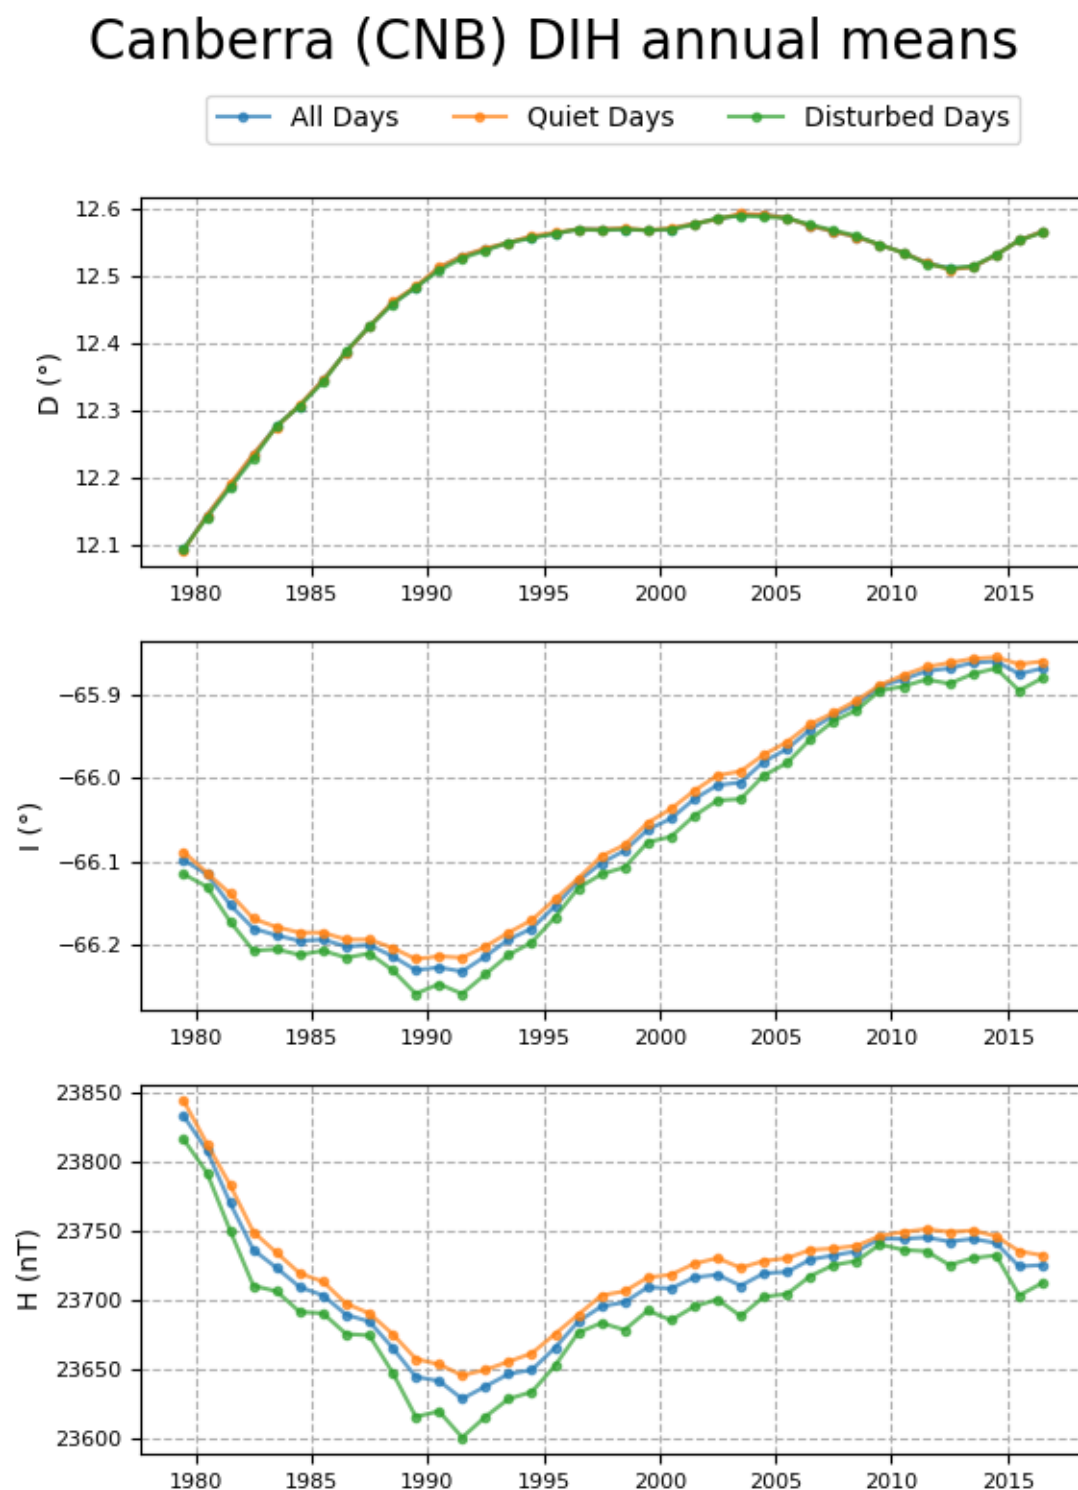 Canberra (CNB) DIH annual means
All Days Quiet Days Disturbed Days
D (°)
12.6
12.5
12.4
12.3
12.2
12.1
1980 1985 1990 1995 2000 2005 2010 2015
I (°)
−65.9
−66.0
−66.1
−66.2
1980 1985 1990 1995 2000 2005 2010 2015
H (nT)
23850
23800
23750
23700
23650
23600
1980 1985 1990 1995 2000 2005 2010 2015